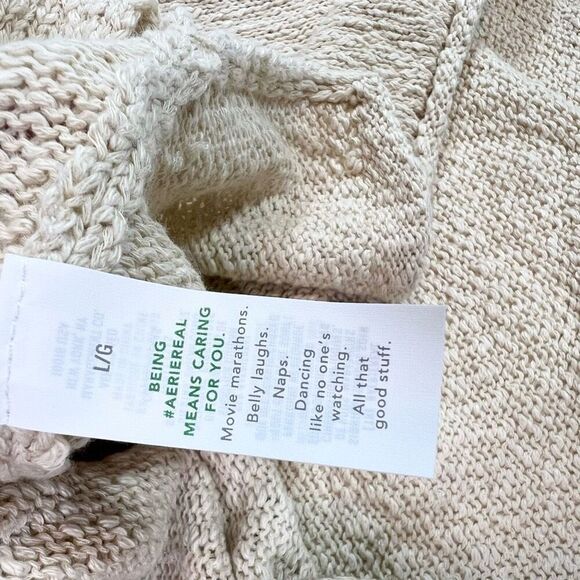 L/G
BEING
#AERIEREAL
MEANS CARING
FOR YOU.
Movie marathons.
Belly laughs.
Naps.
Dancing
like no one's
watching.
All that
good stuff.